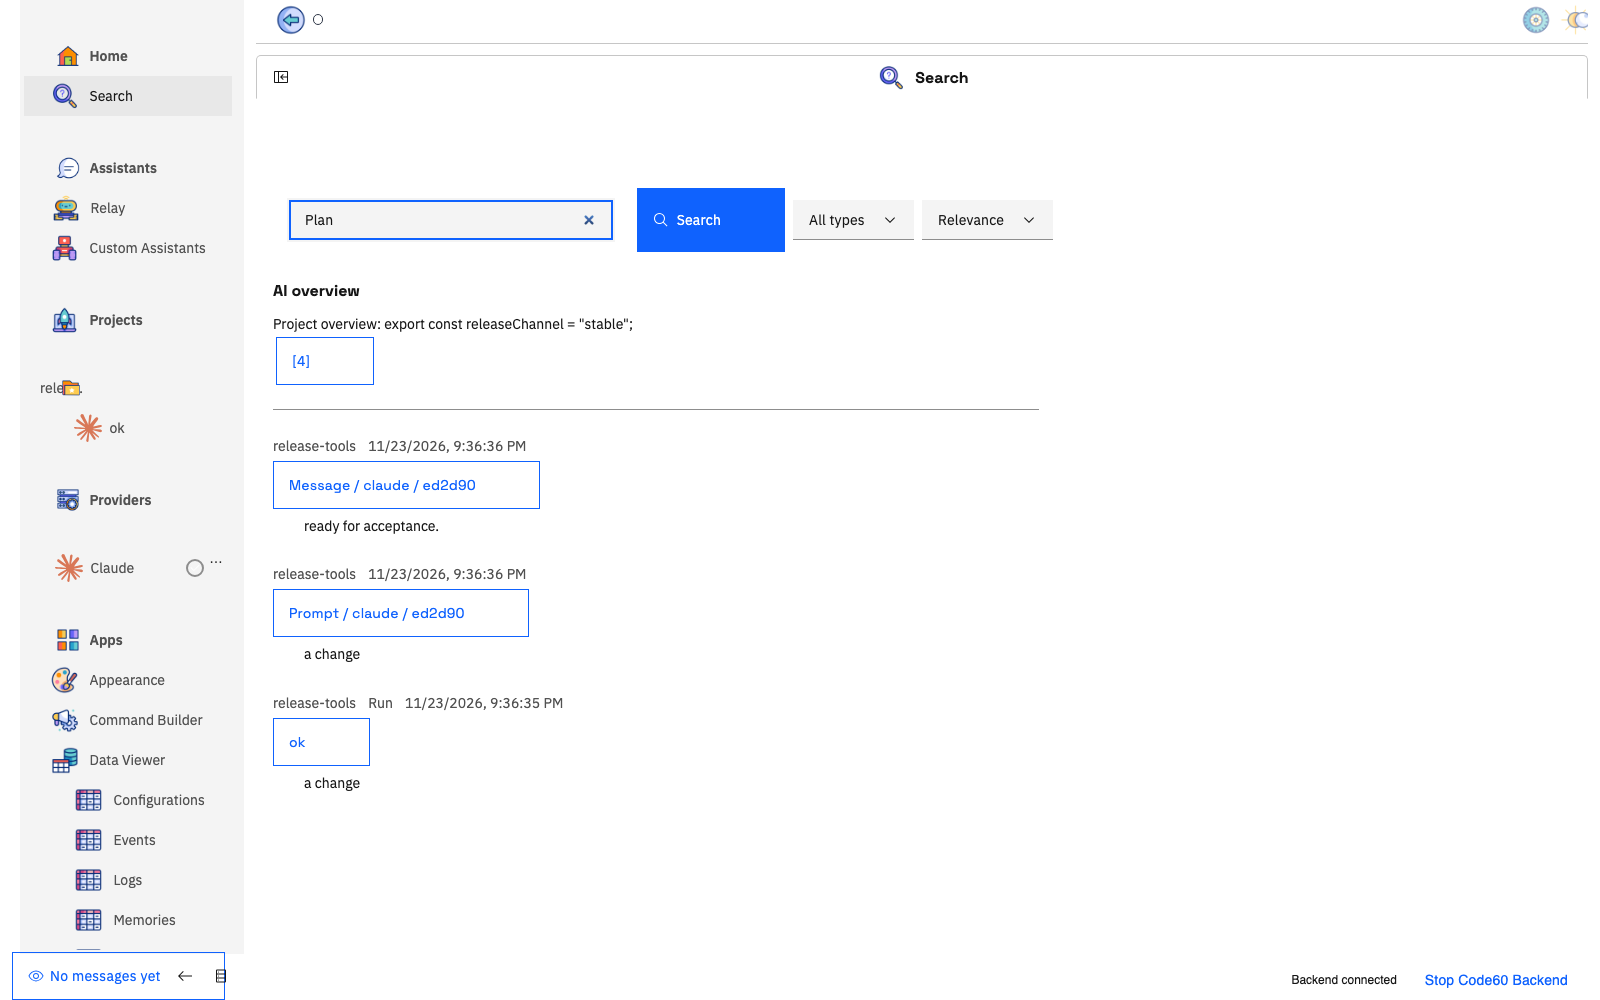 Home
Search
Assistants
Relay
Custom Assistants
Projects
ok
Providers
Claude
...
Apps
Appearance
Command Builder
Data Viewer
Configurations
Events
Logs
Memories
No messages yet
Search
Plan
Search
All types
Relevance
AI overview
Project overview: export const releaseChannel = "stable";
[4]
release-tools 11/23/2026, 9:36:36 PM
Message / claude / ed2d90
ready for acceptance.
release-tools 11/23/2026, 9:36:36 PM
Prompt / claude / ed2d90
a change
release-tools Run 11/23/2026, 9:36:35 PM
ok
a change
Backend connected
Stop Code60 Backend